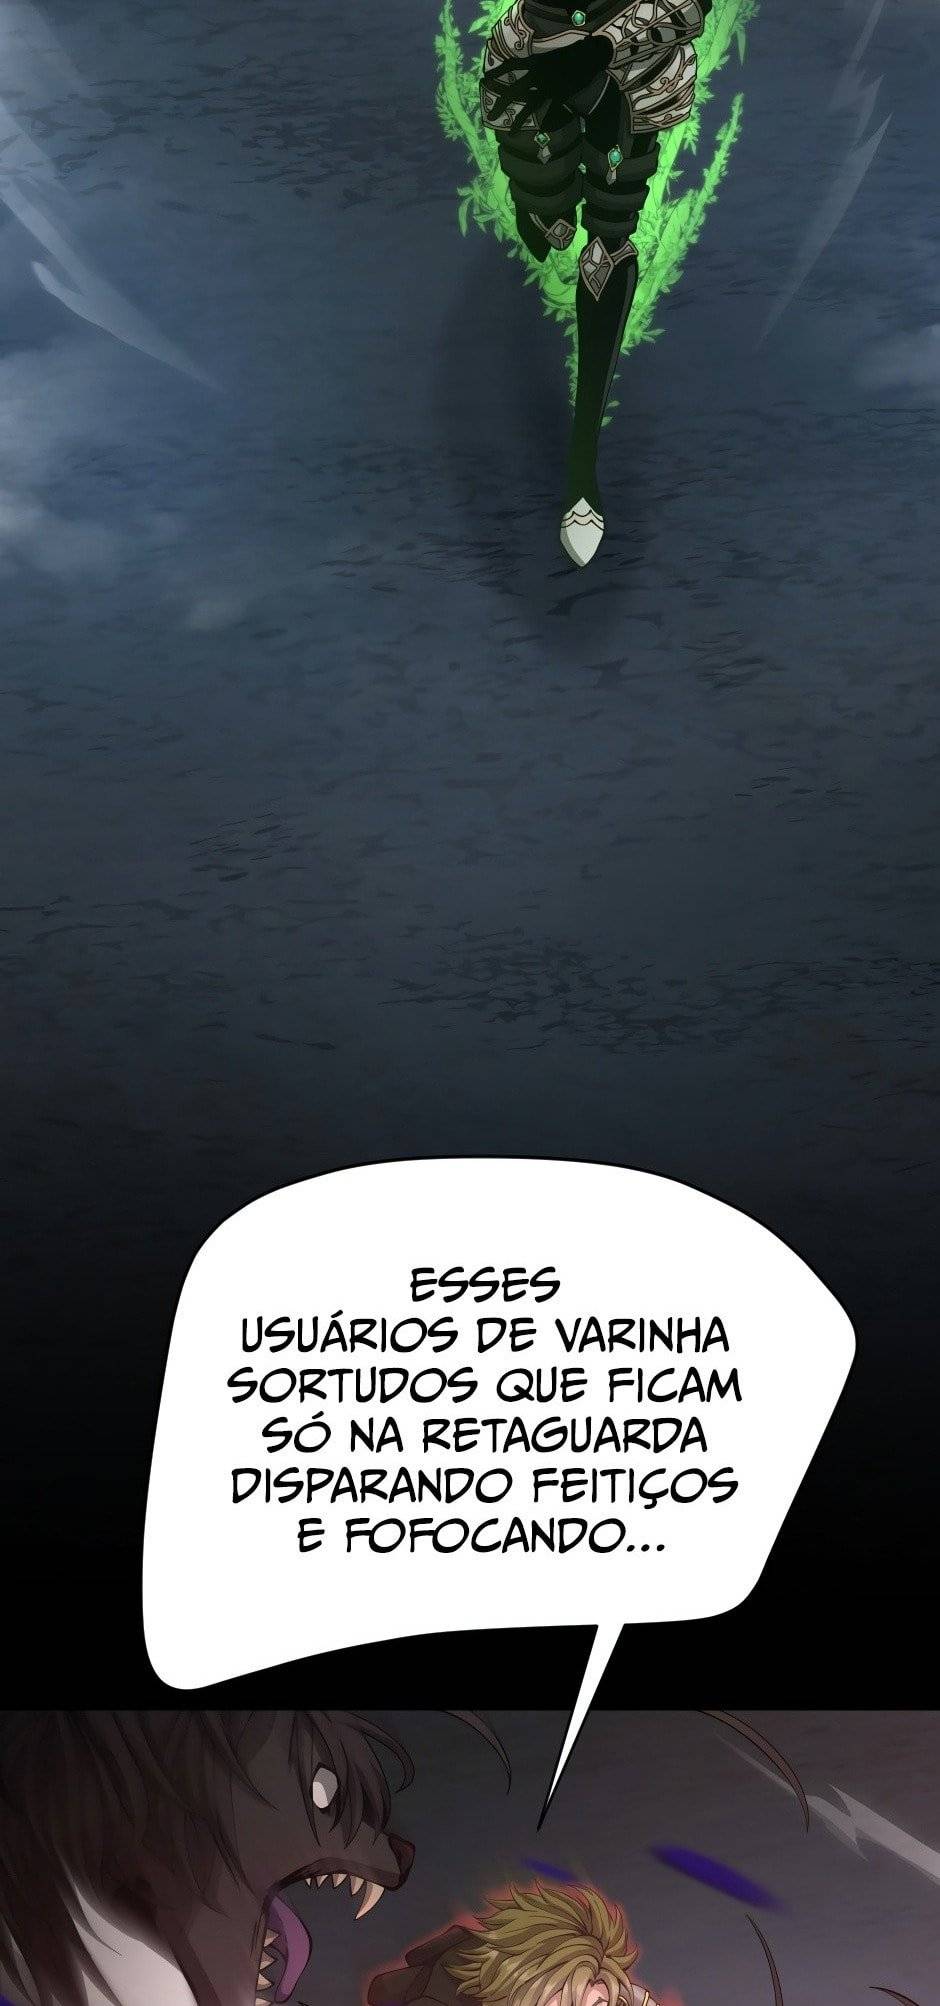 ESSES
USUÁRIOS DE VARINHA
SORTUDOS QUE FICAM
SÓ NA RETAGUARDA
DISPARANDO FEITIÇOS
E FOFOCANDO...